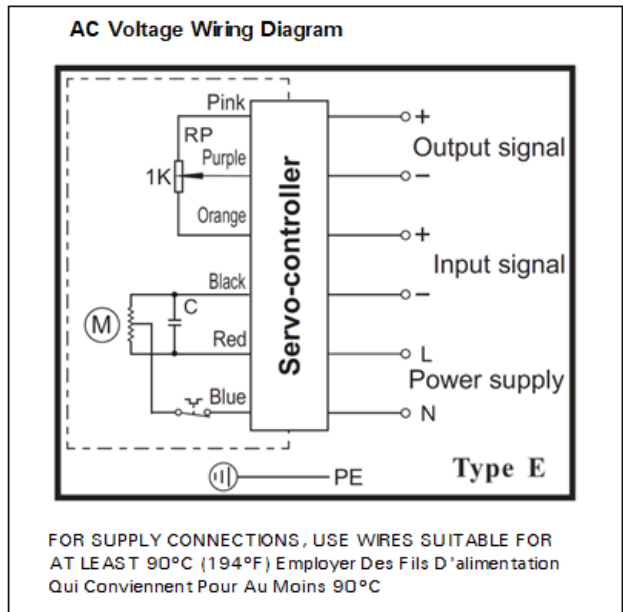 AC Voltage Wiring Diagram
Pink
RP
Purple
1K
Orange
Black
C
M
Red
Blue
Servo-controller
+
Output signal
−
+
Input signal
−
L
Power supply
N
PE
Type E
FOR SUPPLY CONNECTIONS, USE WIRES SUITABLE FOR
AT LEAST 90°C (194°F) Employer Des Fils D'alimentation
Qui Conviennent Pour Au Moins 90°C